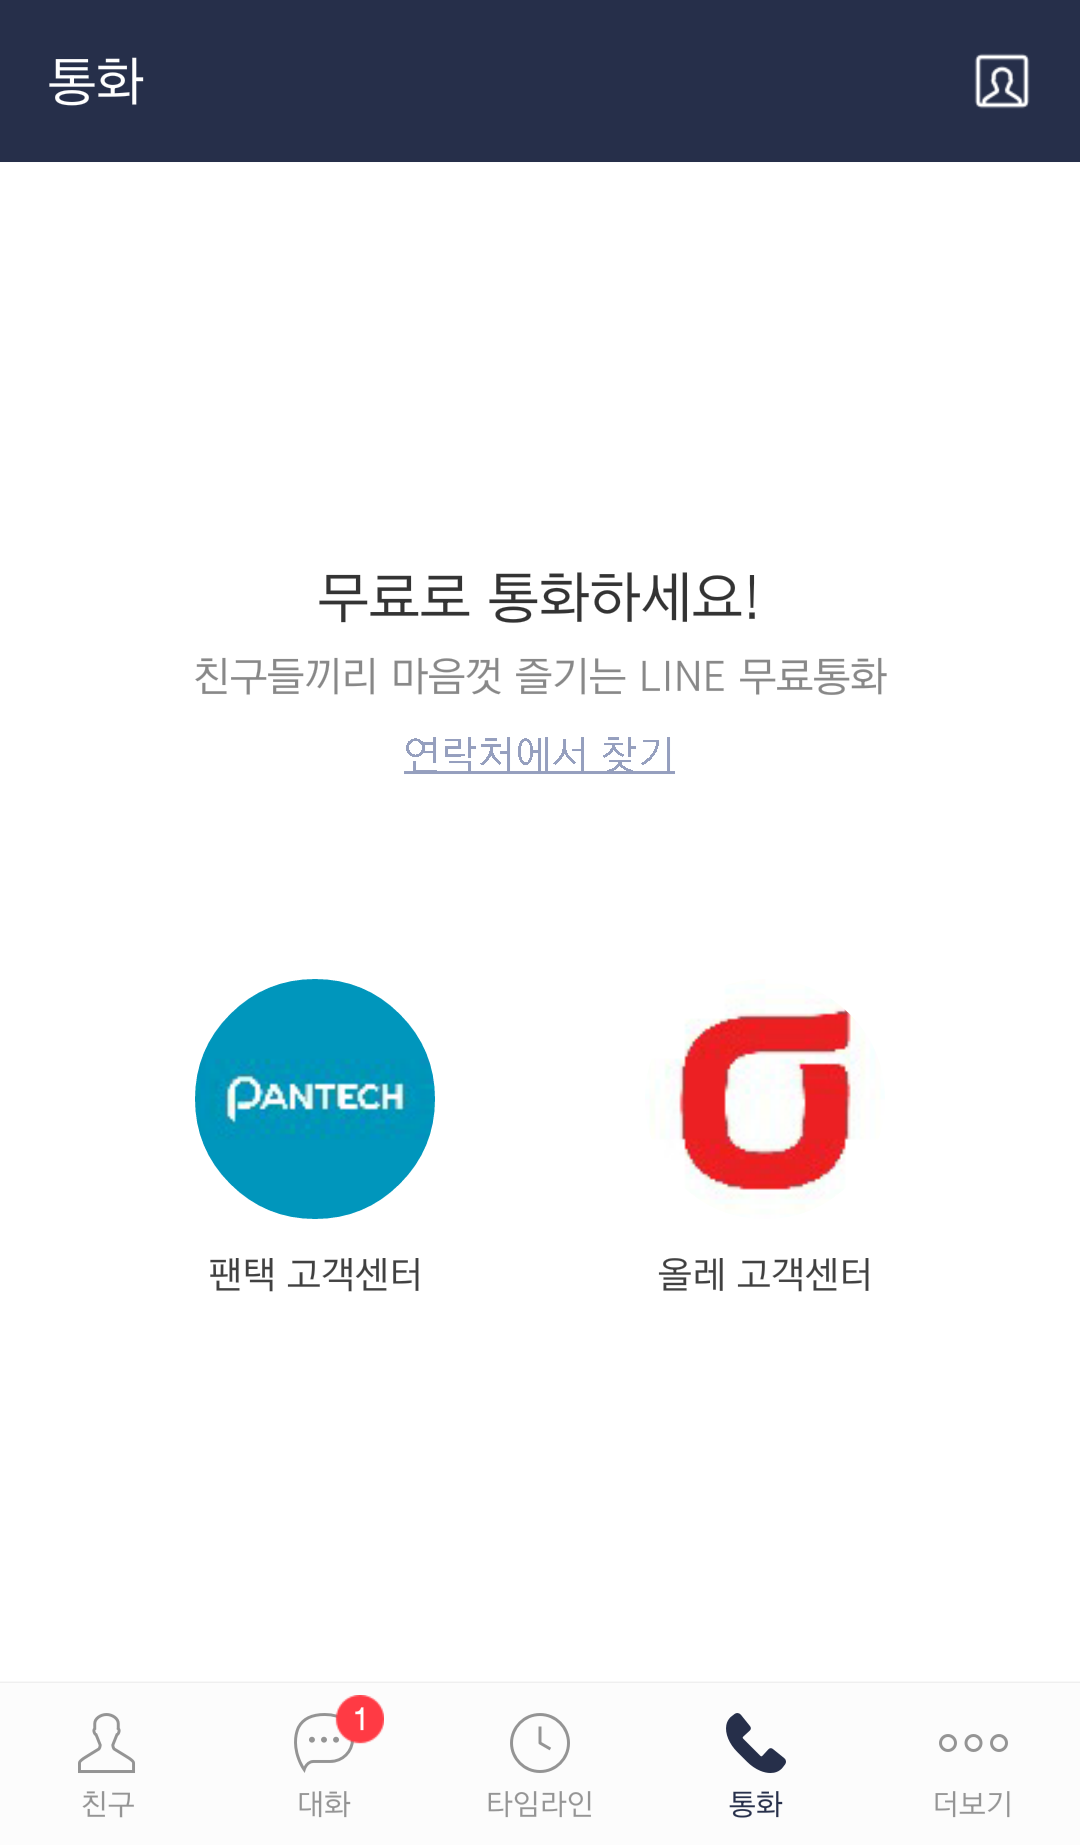 통화
무료로 통화하세요!
친구들끼리 마음껏 즐기는 LINE 무료통화
연락처에서 찾기
PANTECH
팬택 고객센터
올레 고객센터
1
친구
대화
타임라인
통화
더보기